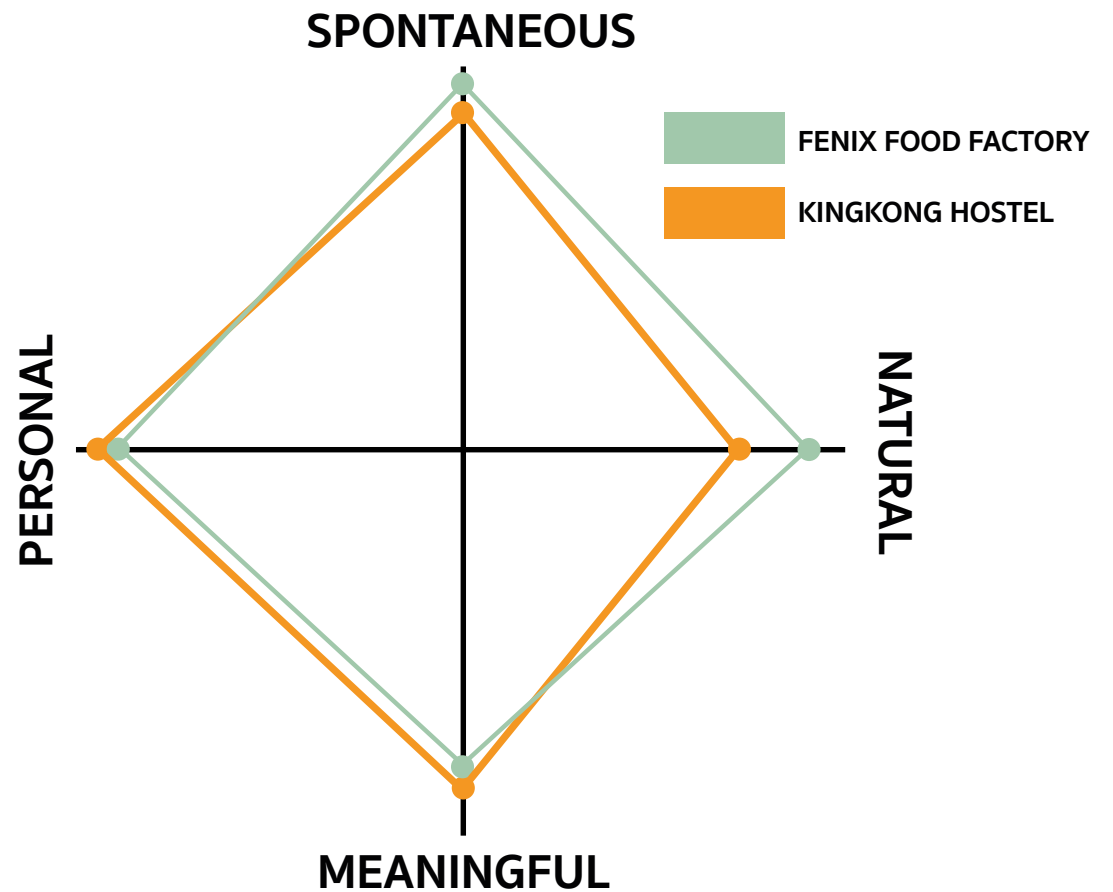 SPONTANEOUS
FENIX FOOD FACTORY
KINGKONG HOSTEL
PERSONAL
NATURAL
MEANINGFUL